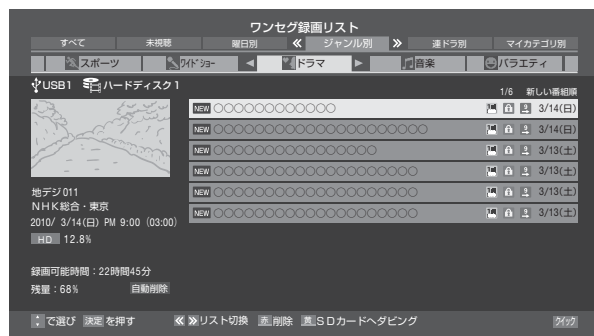 ワンセグ録画リスト
すべて 未視聴 曜日別 ≪ ジャンル別 ≫ 連ドラ別 マイカテゴリ別
スポーツ ワイドショー ◀ ドラマ ▶ 音楽 バラエティ
USB1 ハードディスク1
1/6 新しい番組順
NEW ○○○○○○○○○○○○ 3/14(日)
NEW ○○○○○○○○○○○○○○○○○○○○○ 3/14(日)
NEW ○○○○○○○○○○○○○○○○ 3/13(土)
NEW ○○○○○○○○○○○○○○○○○○○○ 3/13(土)
NEW ○○○○○○○○○○○○○○○○○○○○ 3/13(土)
NEW ○○○○○○○○○○○○○○○○○○○○ 3/13(土)
地デジ011
NHK総合・東京
2010/ 3/14(日) PM 9:00 (03:00)
HD 12.8%
録画可能時間：22時間45分
残量：68% 自動削除
で選び 決定 を押す ≪ ≫リスト切換 赤 削除 黄 SDカードへダビング クイック